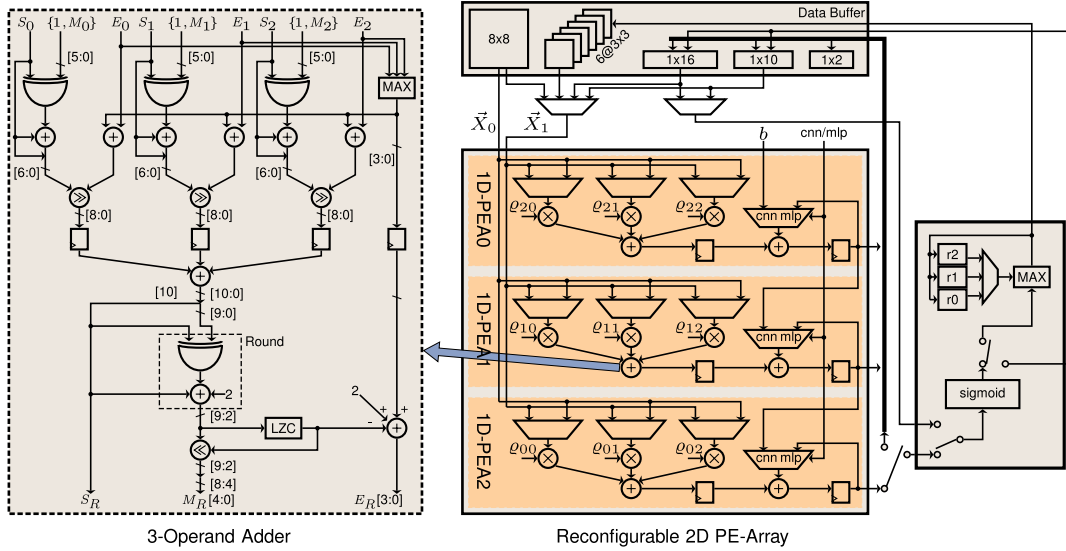 S₀ {1, M₀} E₀ S₁ {1, M₁} E₁ S₂ {1, M₂} E₂
[5:0] [5:0] [5:0]
MAX
+ + + + + +
[6:0] [6:0] [6:0] [3:0]
≫ ≫ ≫
[8:0] [8:0] [8:0]
+
[10] [10:0]
[9:0]
Round
+ 2
[9:2] 2
LZC - + + +
≪
[9:2]
[8:4]
S_R M_R[4:0] E_R[3:0]
3-Operand Adder
Data Buffer
8x8
6@3x3
1x16 1x10 1x2
X⃗₀ X⃗₁ b cnn/mlp
1D-PEA0
ϱ₂₀ × ϱ₂₁ × ϱ₂₂ × cnn mlp
+ +
1D-PEA1
ϱ₁₀ × ϱ₁₁ × ϱ₁₂ × cnn mlp
+ +
1D-PEA2
ϱ₀₀ × ϱ₀₁ × ϱ₀₂ × cnn mlp
+ +
r2
r1
r0
MAX
sigmoid
Reconfigurable 2D PE-Array